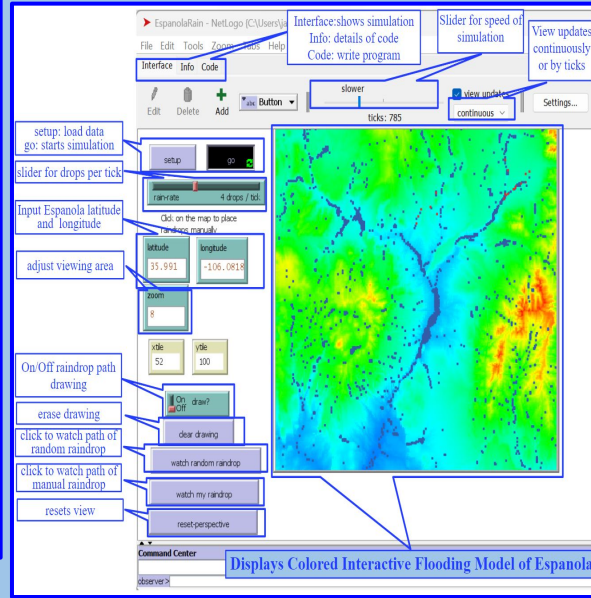 EspanolaRain - NetLogo {C:\Users\ja
File Edit Tools Zoom Tabs Help
Interface Info Code
Interface:shows simulation
Info: details of code
Code: write program
Slider for speed of
simulation
View updates
continuously
or by ticks
Edit
Delete
Add
abc Button
slower
ticks: 785
view updates
continuous
Settings...
setup: load data
go: starts simulation
setup
go
slider for drops per tick
rain-rate
4 drops / tick
Click on the map to place
raindrops manually
Input Espanola latitude
and longitude
latitude
35.991
longitude
-106.0818
adjust viewing area
zoom
8
xtile
52
ytile
100
On/Off raindrop path
drawing
On
Off
draw?
erase drawing
clear drawing
click to watch path of
random raindrop
watch random raindrop
click to watch path of
manual raindrop
watch my raindrop
resets view
reset-perspective
Command Center
Displays Colored Interactive Flooding Model of Espanola
observer>